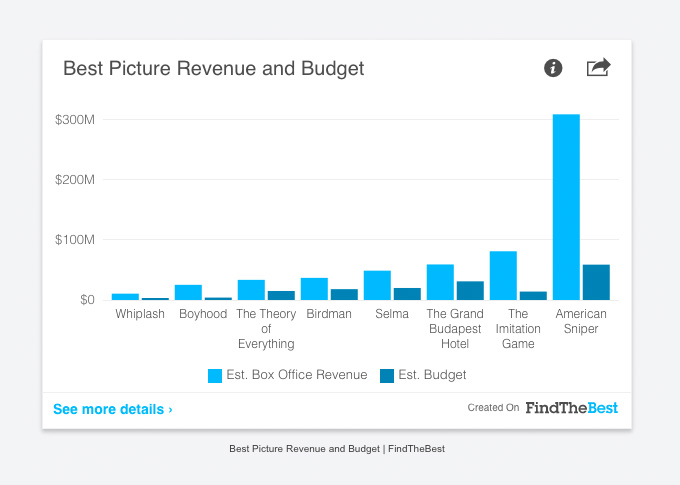 Best Picture Revenue and Budget
$300M
$200M
$100M
$0
Whiplash
Boyhood
The Theory
of
Everything
Birdman
Selma
The Grand
Budapest
Hotel
The
Imitation
Game
American
Sniper
Est. Box Office Revenue
Est. Budget
See more details ›
Created On FindTheBest
Best Picture Revenue and Budget | FindTheBest